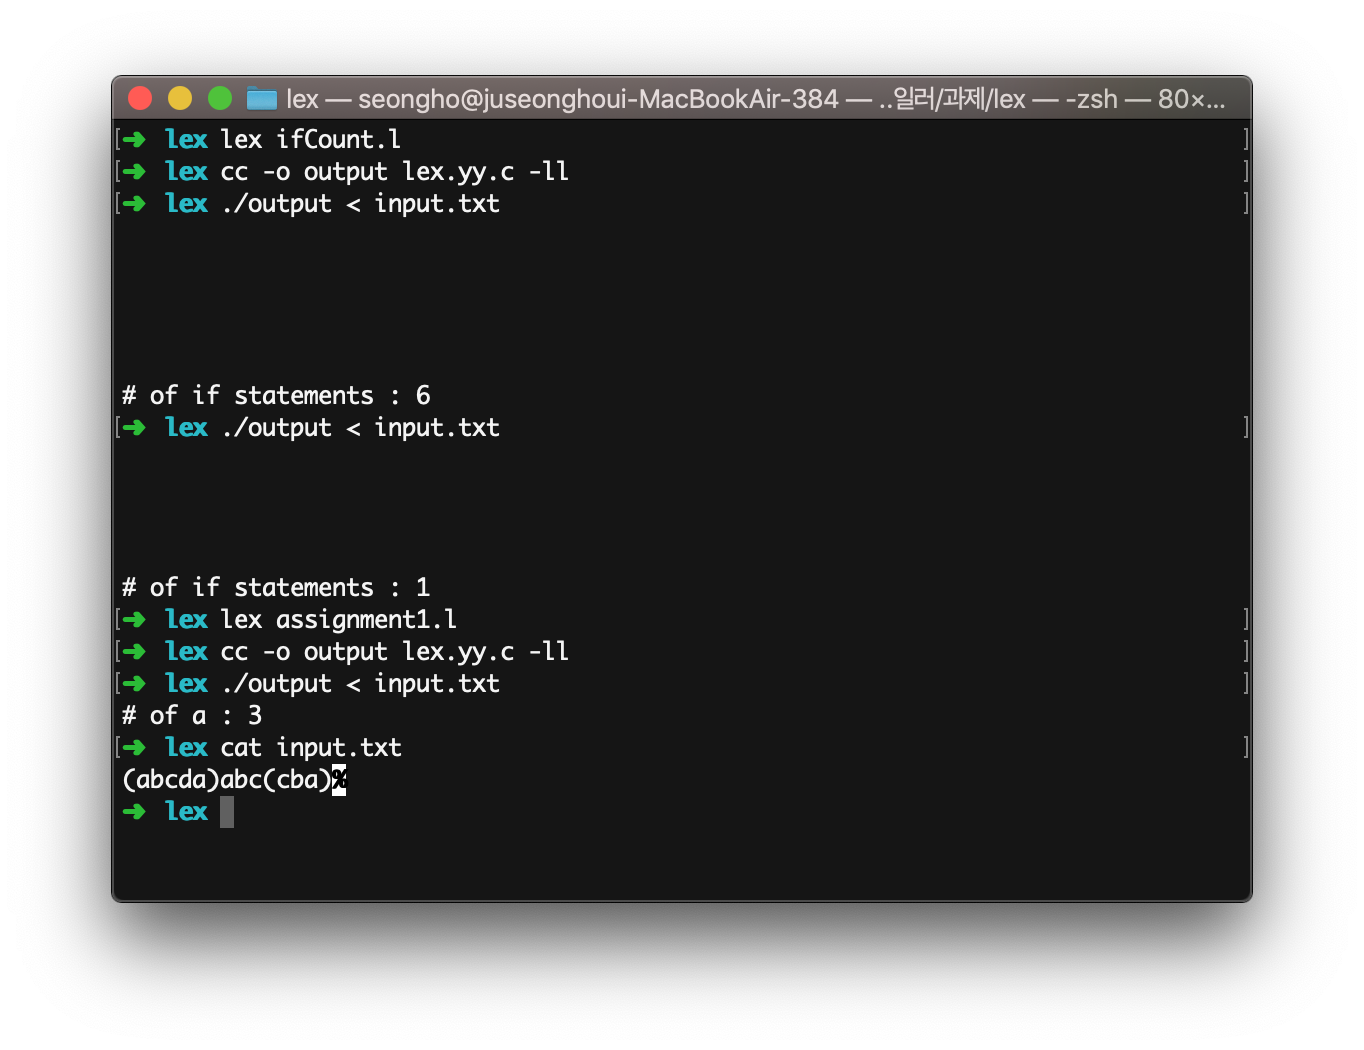 lex — seongho@juseonghoui-MacBookAir-384 — ..일러/과제/lex — -zsh — 80×...
[➜ lex lex ifCount.l ]
[➜ lex cc -o output lex.yy.c -ll ]
[➜ lex ./output < input.txt ]
# of if statements : 6
[➜ lex ./output < input.txt ]
# of if statements : 1
[➜ lex lex assignment1.l ]
[➜ lex cc -o output lex.yy.c -ll ]
[➜ lex ./output < input.txt ]
# of a : 3
[➜ lex cat input.txt ]
(abcda)abc(cba)%
➜ lex